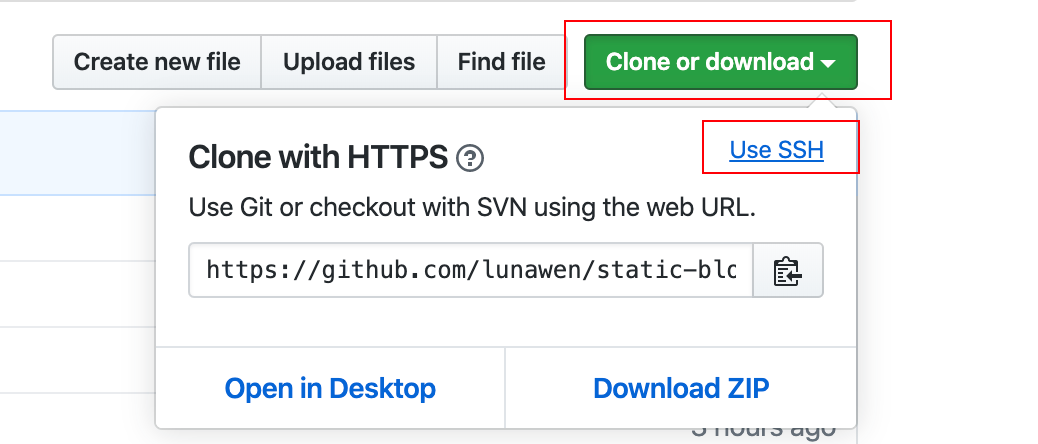 Create new file Upload files Find file Clone or download
Clone with HTTPS ? Use SSH
Use Git or checkout with SVN using the web URL.
https://github.com/lunawen/static-blo
Open in Desktop Download ZIP
hours ago